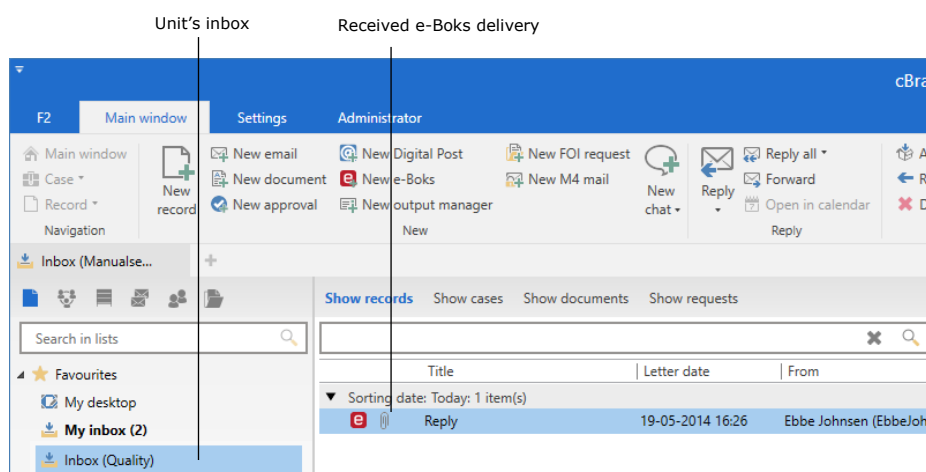 Unit's inbox
Received e-Boks delivery
cBra
F2 Main window Settings Administrator
Main window New email New Digital Post New FOI request Reply all A
Case New document New e-Boks New M4 mail Forward R
Record New record New approval New output manager New chat Reply Open in calendar D
Navigation New Reply
Inbox (Manualse... +
Show records Show cases Show documents Show requests
Search in lists
Title Letter date From
Favourites
Sorting date: Today: 1 item(s)
My desktop
e Reply 19-05-2014 16:26 Ebbe Johnsen (EbbeJoh
My inbox (2)
Inbox (Quality)